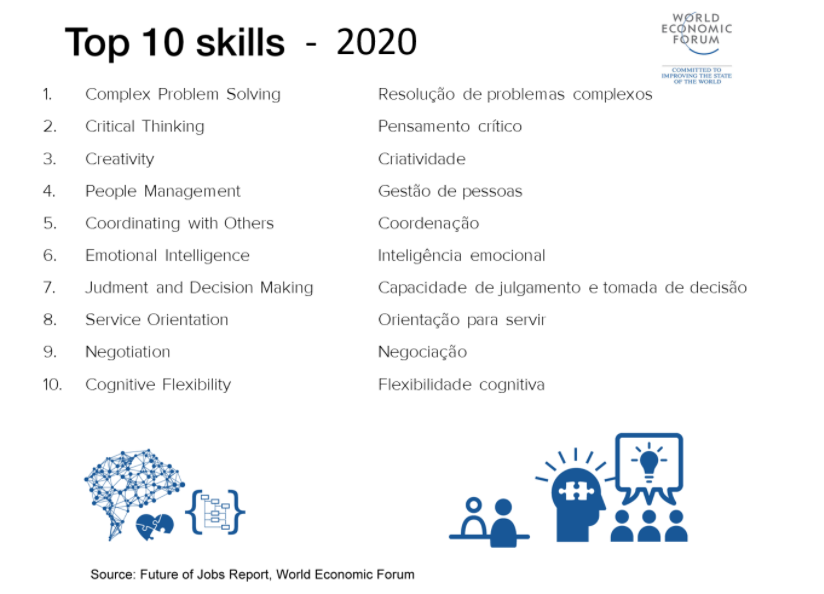 Top 10 skills - 2020
WORLD
ECONOMIC
FORUM
COMMITTED TO
IMPROVING THE STATE
OF THE WORLD
1. Complex Problem Solving Resolução de problemas complexos
2. Critical Thinking Pensamento crítico
3. Creativity Criatividade
4. People Management Gestão de pessoas
5. Coordinating with Others Coordenação
6. Emotional Intelligence Inteligência emocional
7. Judment and Decision Making Capacidade de julgamento e tomada de decisão
8. Service Orientation Orientação para servir
9. Negotiation Negociação
10. Cognitive Flexibility Flexibilidade cognitiva
Source: Future of Jobs Report, World Economic Forum